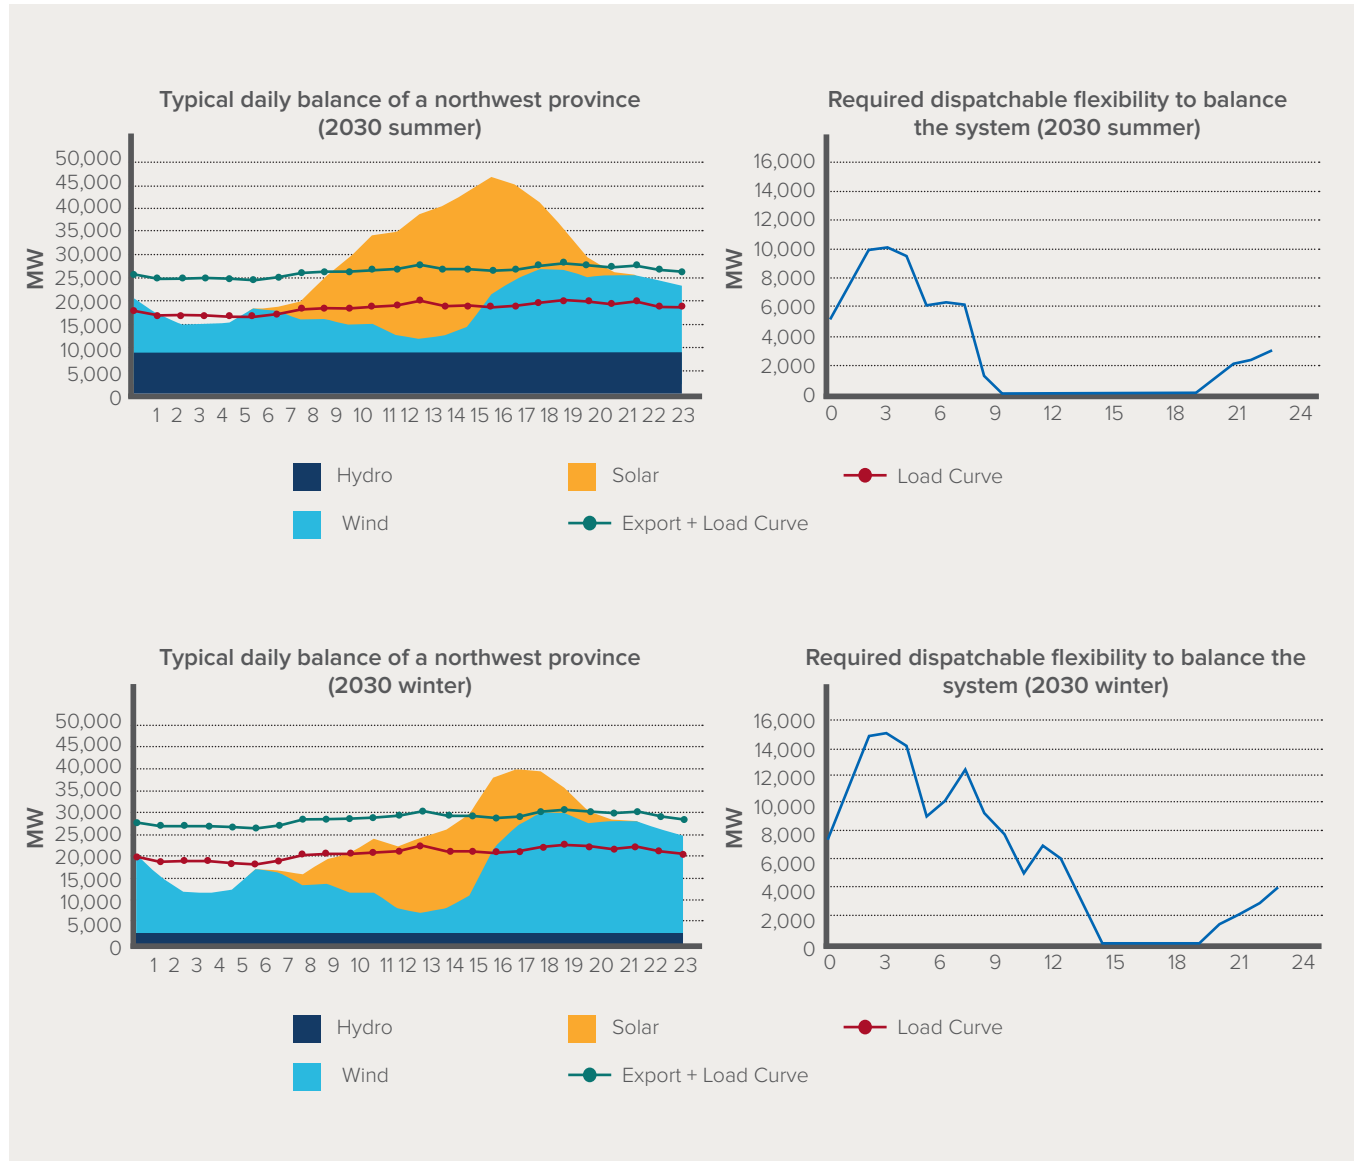 Typical daily balance of a northwest province
(2030 summer)
MW
50,000
45,000
40,000
35,000
30,000
25,000
20,000
15,000
10,000
5,000
0
1 2 3 4 5 6 7 8 9 10 11 12 13 14 15 16 17 18 19 20 21 22 23
Required dispatchable flexibility to balance
the system (2030 summer)
MW
16,000
14,000
12,000
10,000
8,000
6,000
4,000
2,000
0
0 3 6 9 12 15 18 21 24
Hydro
Solar
Load Curve
Wind
Export + Load Curve
Typical daily balance of a northwest province
(2030 winter)
MW
50,000
45,000
40,000
35,000
30,000
25,000
20,000
15,000
10,000
5,000
0
1 2 3 4 5 6 7 8 9 10 11 12 13 14 15 16 17 18 19 20 21 22 23
Required dispatchable flexibility to balance the
system (2030 winter)
MW
16,000
14,000
12,000
10,000
8,000
6,000
4,000
2,000
0
0 3 6 9 12 15 18 21 24
Hydro
Solar
Load Curve
Wind
Export + Load Curve